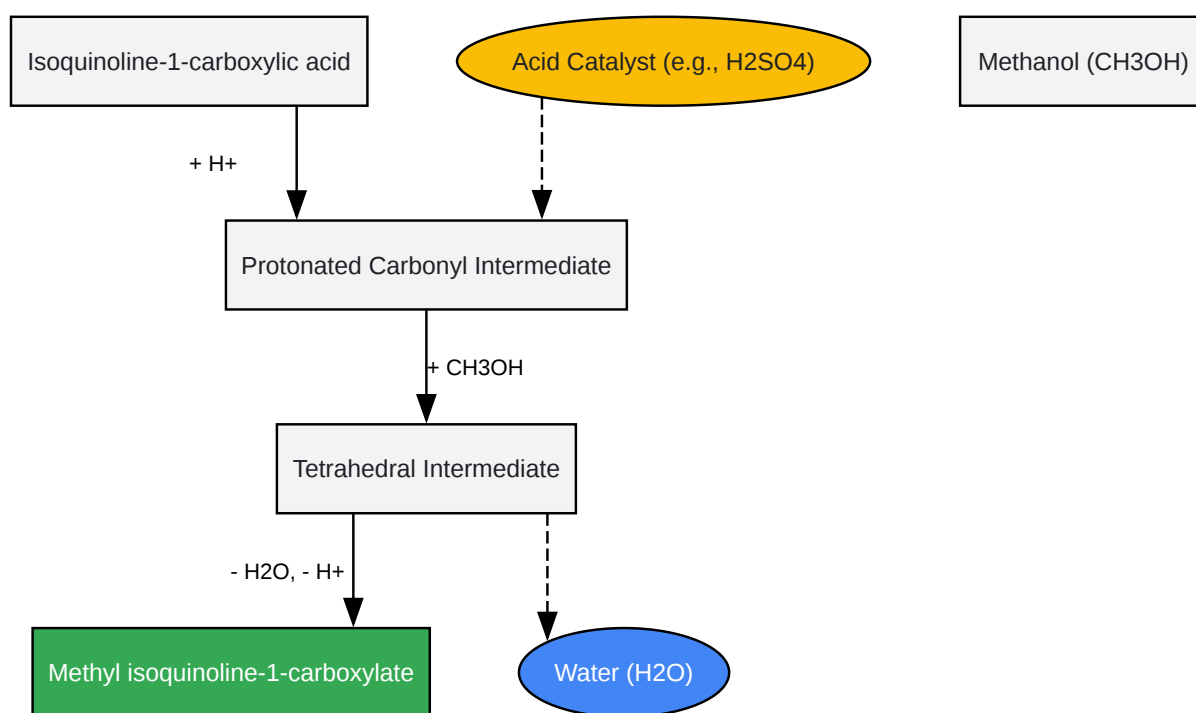 Isoquinoline-1-carboxylic acid
Acid Catalyst (e.g., H2SO4)
Methanol (CH3OH)
+ H+
Protonated Carbonyl Intermediate
+ CH3OH
Tetrahedral Intermediate
- H2O, - H+
Methyl isoquinoline-1-carboxylate
Water (H2O)